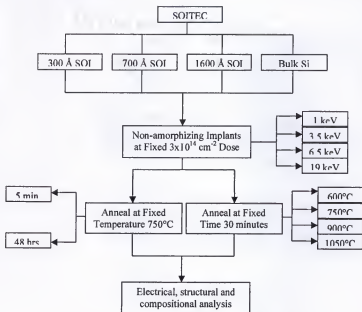 SOITEC
300 Å SOI
700 Å SOI
1600 Å SOI
Bulk Si
Non-amorphizing Implants
at Fixed 3x10¹⁴ cm⁻² Dose
1 keV
3.5 keV
6.5 keV
19 keV
5 min
48 hrs
Anneal at Fixed
Temperature 750°C
Anneal at Fixed
Time 30 minutes
600°C
750°C
900°C
1050°C
Electrical, structural and
compositional analysis